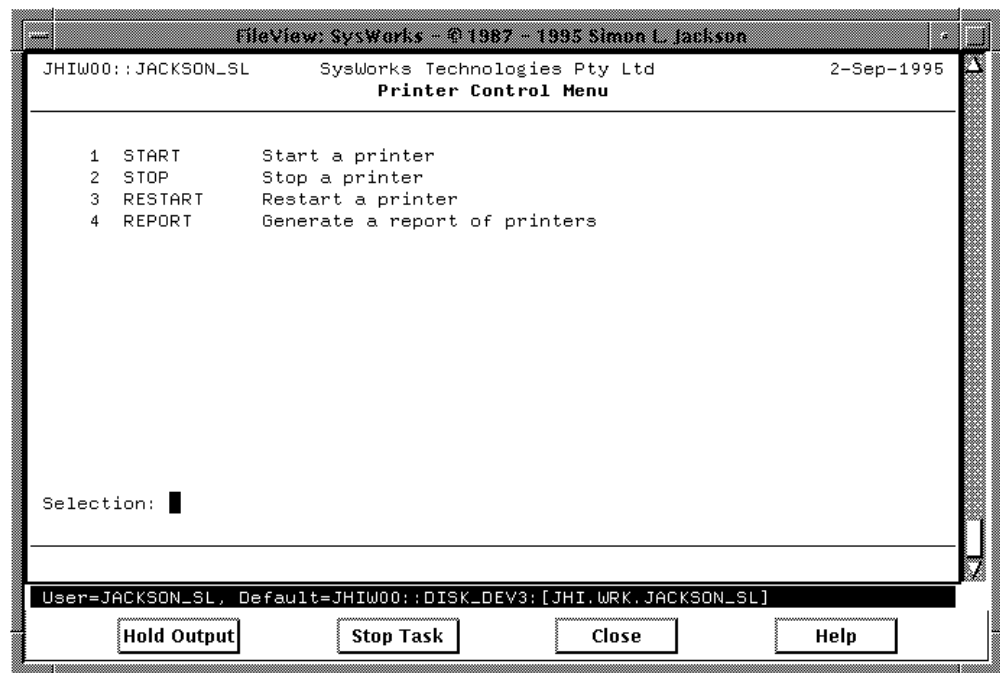 FileView: SysWorks - © 1987 - 1995 Simon L. Jackson
JHIW00::JACKSON_SL SysWorks Technologies Pty Ltd 2-Sep-1995
Printer Control Menu
1 START Start a printer
2 STOP Stop a printer
3 RESTART Restart a printer
4 REPORT Generate a report of printers
Selection:
User=JACKSON_SL, Default=JHIW00::DISK_DEV3:[JHI.WRK.JACKSON_SL]
Hold Output Stop Task Close Help